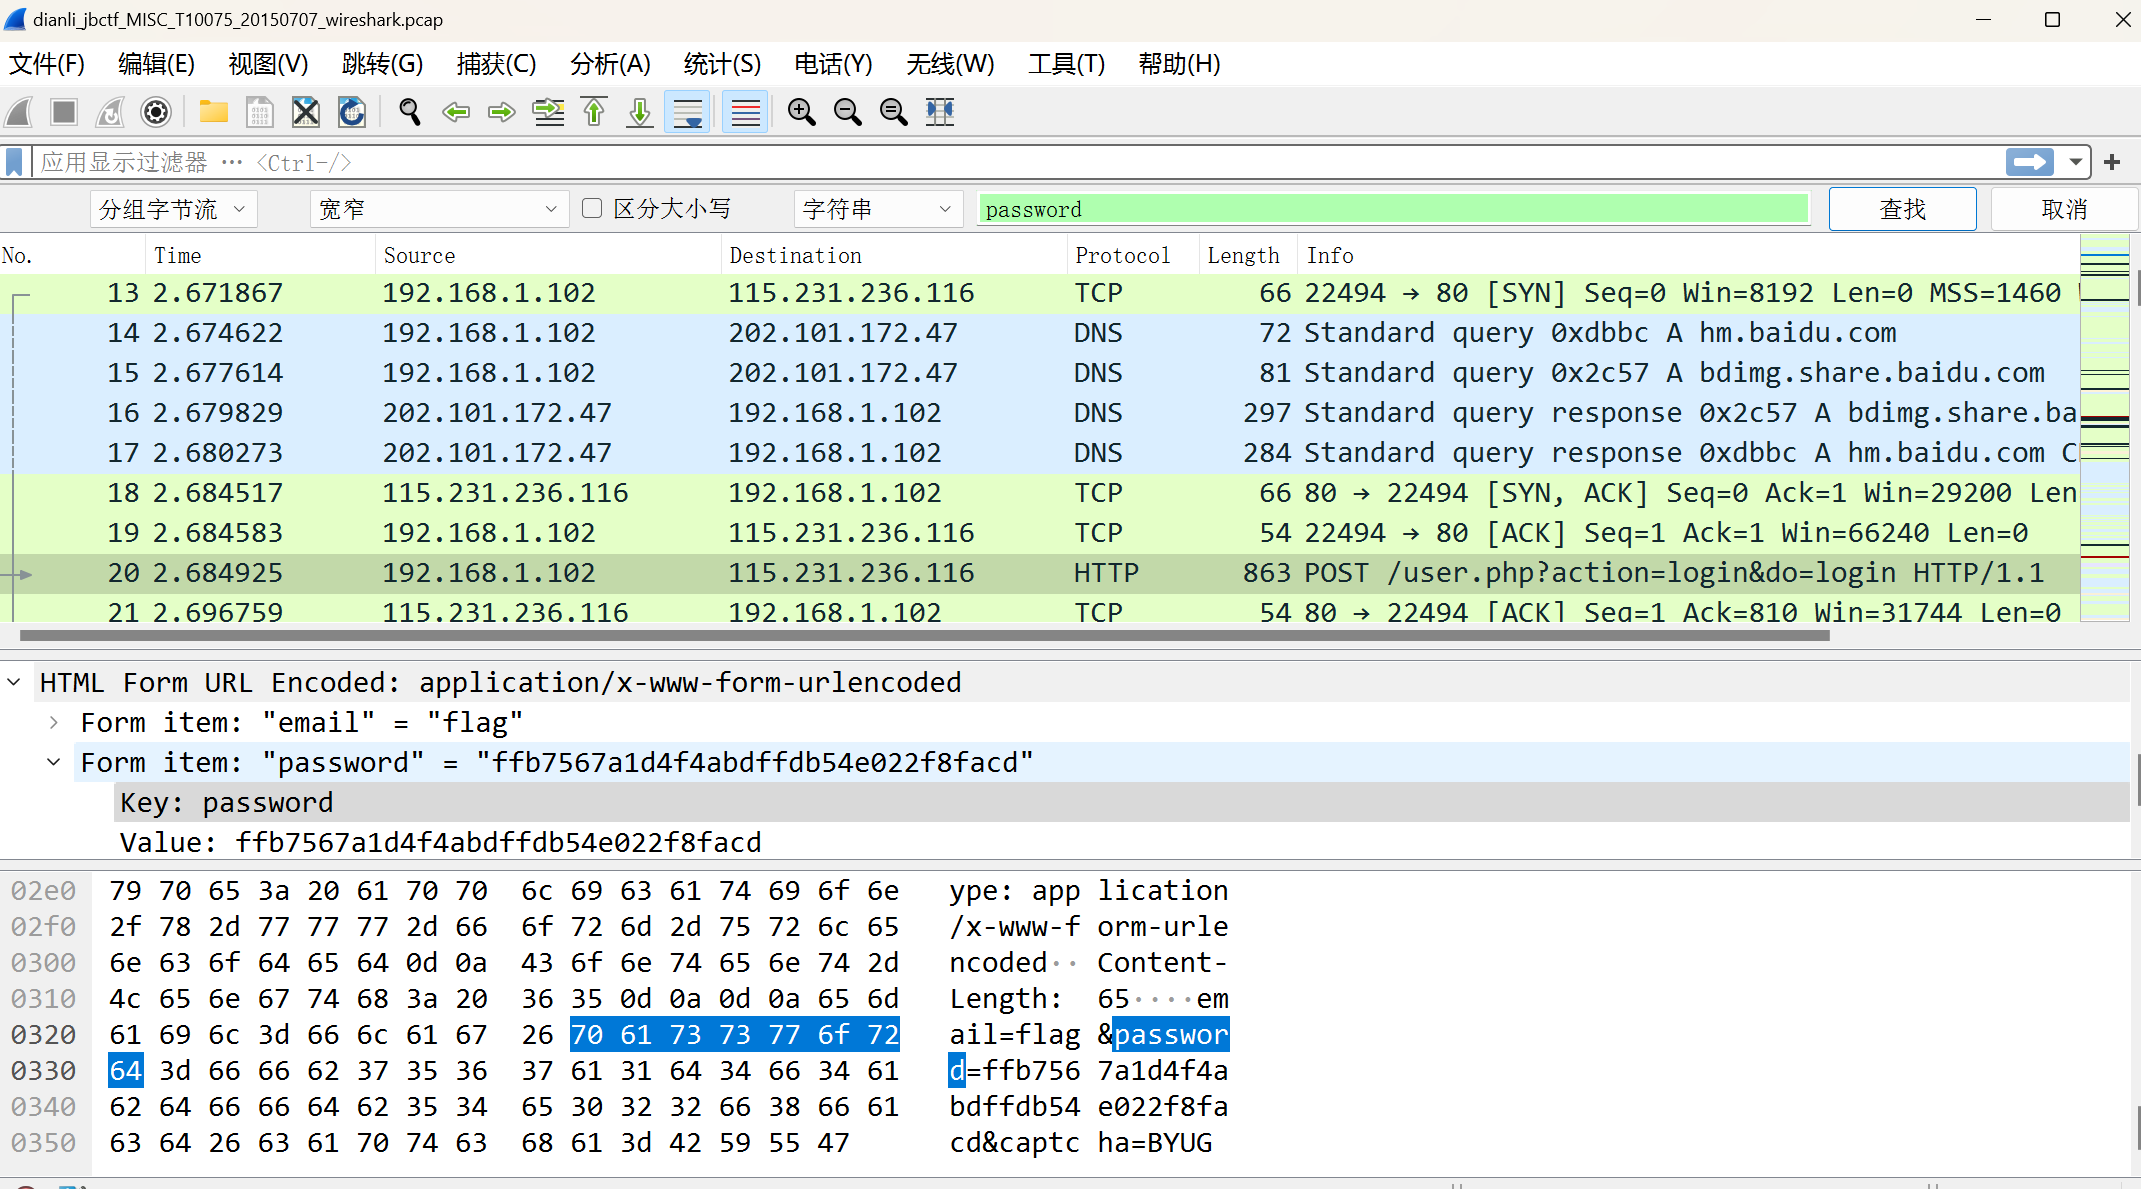 dianli_jbctf_MISC_T10075_20150707_wireshark.pcap
文件(F) 编辑(E) 视图(V) 跳转(G) 捕获(C) 分析(A) 统计(S) 电话(Y) 无线(W) 工具(T) 帮助(H)
应用显示过滤器 … <Ctrl-/>
分组字节流 宽窄 区分大小写 字符串 password 查找 取消
No. Time Source Destination Protocol Length Info
13 2.671867 192.168.1.102 115.231.236.116 TCP 66 22494 → 80 [SYN] Seq=0 Win=8192 Len=0 MSS=1460
14 2.674622 192.168.1.102 202.101.172.47 DNS 72 Standard query 0xdbbc A hm.baidu.com
15 2.677614 192.168.1.102 202.101.172.47 DNS 81 Standard query 0x2c57 A bdimg.share.baidu.com
16 2.679829 202.101.172.47 192.168.1.102 DNS 297 Standard query response 0x2c57 A bdimg.share.ba
17 2.680273 202.101.172.47 192.168.1.102 DNS 284 Standard query response 0xdbbc A hm.baidu.com C
18 2.684517 115.231.236.116 192.168.1.102 TCP 66 80 → 22494 [SYN, ACK] Seq=0 Ack=1 Win=29200 Len
19 2.684583 192.168.1.102 115.231.236.116 TCP 54 22494 → 80 [ACK] Seq=1 Ack=1 Win=66240 Len=0
20 2.684925 192.168.1.102 115.231.236.116 HTTP 863 POST /user.php?action=login&do=login HTTP/1.1
21 2.696759 115.231.236.116 192.168.1.102 TCP 54 80 → 22494 [ACK] Seq=1 Ack=810 Win=31744 Len=0
HTML Form URL Encoded: application/x-www-form-urlencoded
Form item: "email" = "flag"
Form item: "password" = "ffb7567a1d4f4abdffdb54e022f8facd"
Key: password
Value: ffb7567a1d4f4abdffdb54e022f8facd
02e0 79 70 65 3a 20 61 70 70 6c 69 63 61 74 69 6f 6e ype: app lication
02f0 2f 78 2d 77 77 77 2d 66 6f 72 6d 2d 75 72 6c 65 /x-www-f orm-urle
0300 6e 63 6f 64 65 64 0d 0a 43 6f 6e 74 65 6e 74 2d ncoded·· Content-
0310 4c 65 6e 67 74 68 3a 20 36 35 0d 0a 0d 0a 65 6d Length: 65····em
0320 61 69 6c 3d 66 6c 61 67 26 70 61 73 73 77 6f 72 ail=flag &passwor
0330 64 3d 66 66 62 37 35 36 37 61 31 64 34 66 34 61 d=ffb756 7a1d4f4a
0340 62 64 66 66 64 62 35 34 65 30 32 32 66 38 66 61 bdffdb54 e022f8fa
0350 63 64 26 63 61 70 74 63 68 61 3d 42 59 55 47 cd&captc ha=BYUG